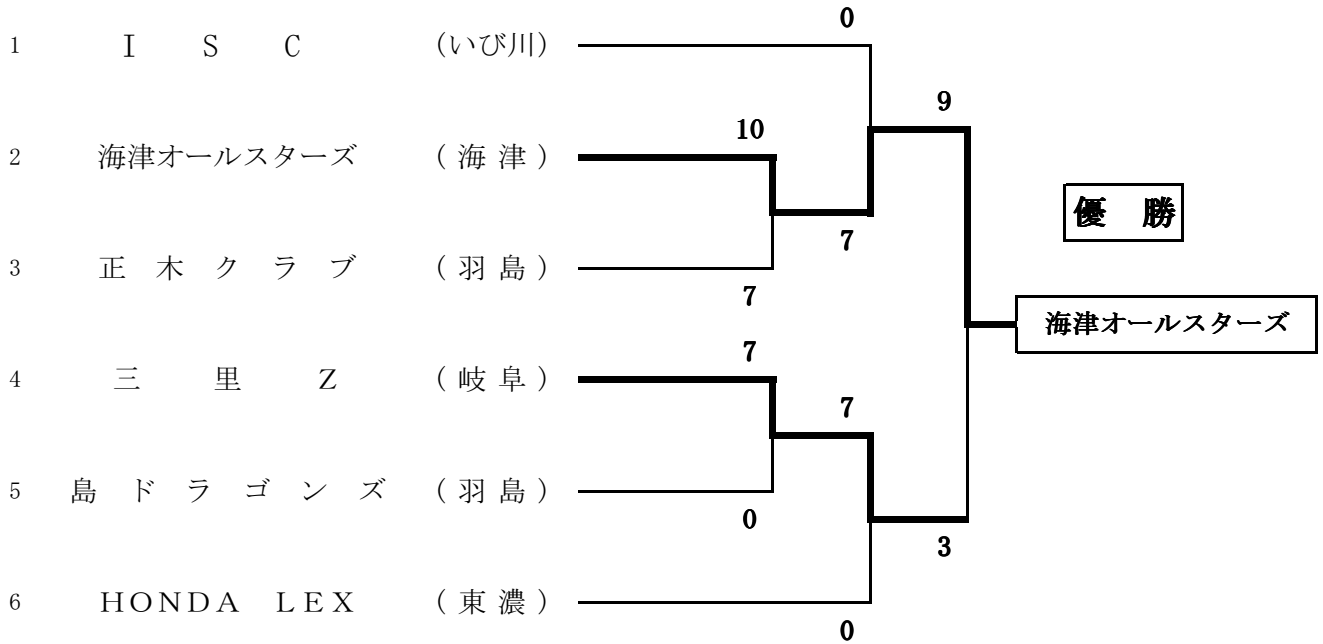 0
1 I S C (いび川)
9
10
2 海津オールスターズ (海津)
優 勝
7
3 正木クラブ (羽島)
7
海津オールスターズ
7
4 三 里 Z (岐阜)
7
5 島ドラゴンズ (羽島)
0
3
6 HONDA LEX (東濃)
0